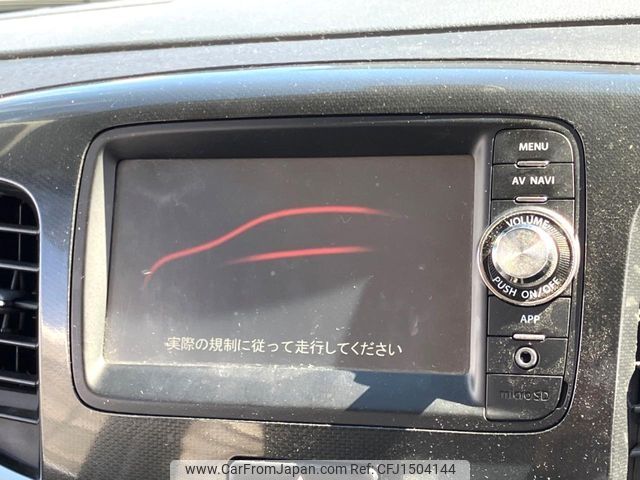 MENU
AV NAVI
VOLUME
PUSH ON/OFF
APP
microSD
実際の規制に従って走行してください
www.CarFromJapan.com | REF ID CFJ1504144